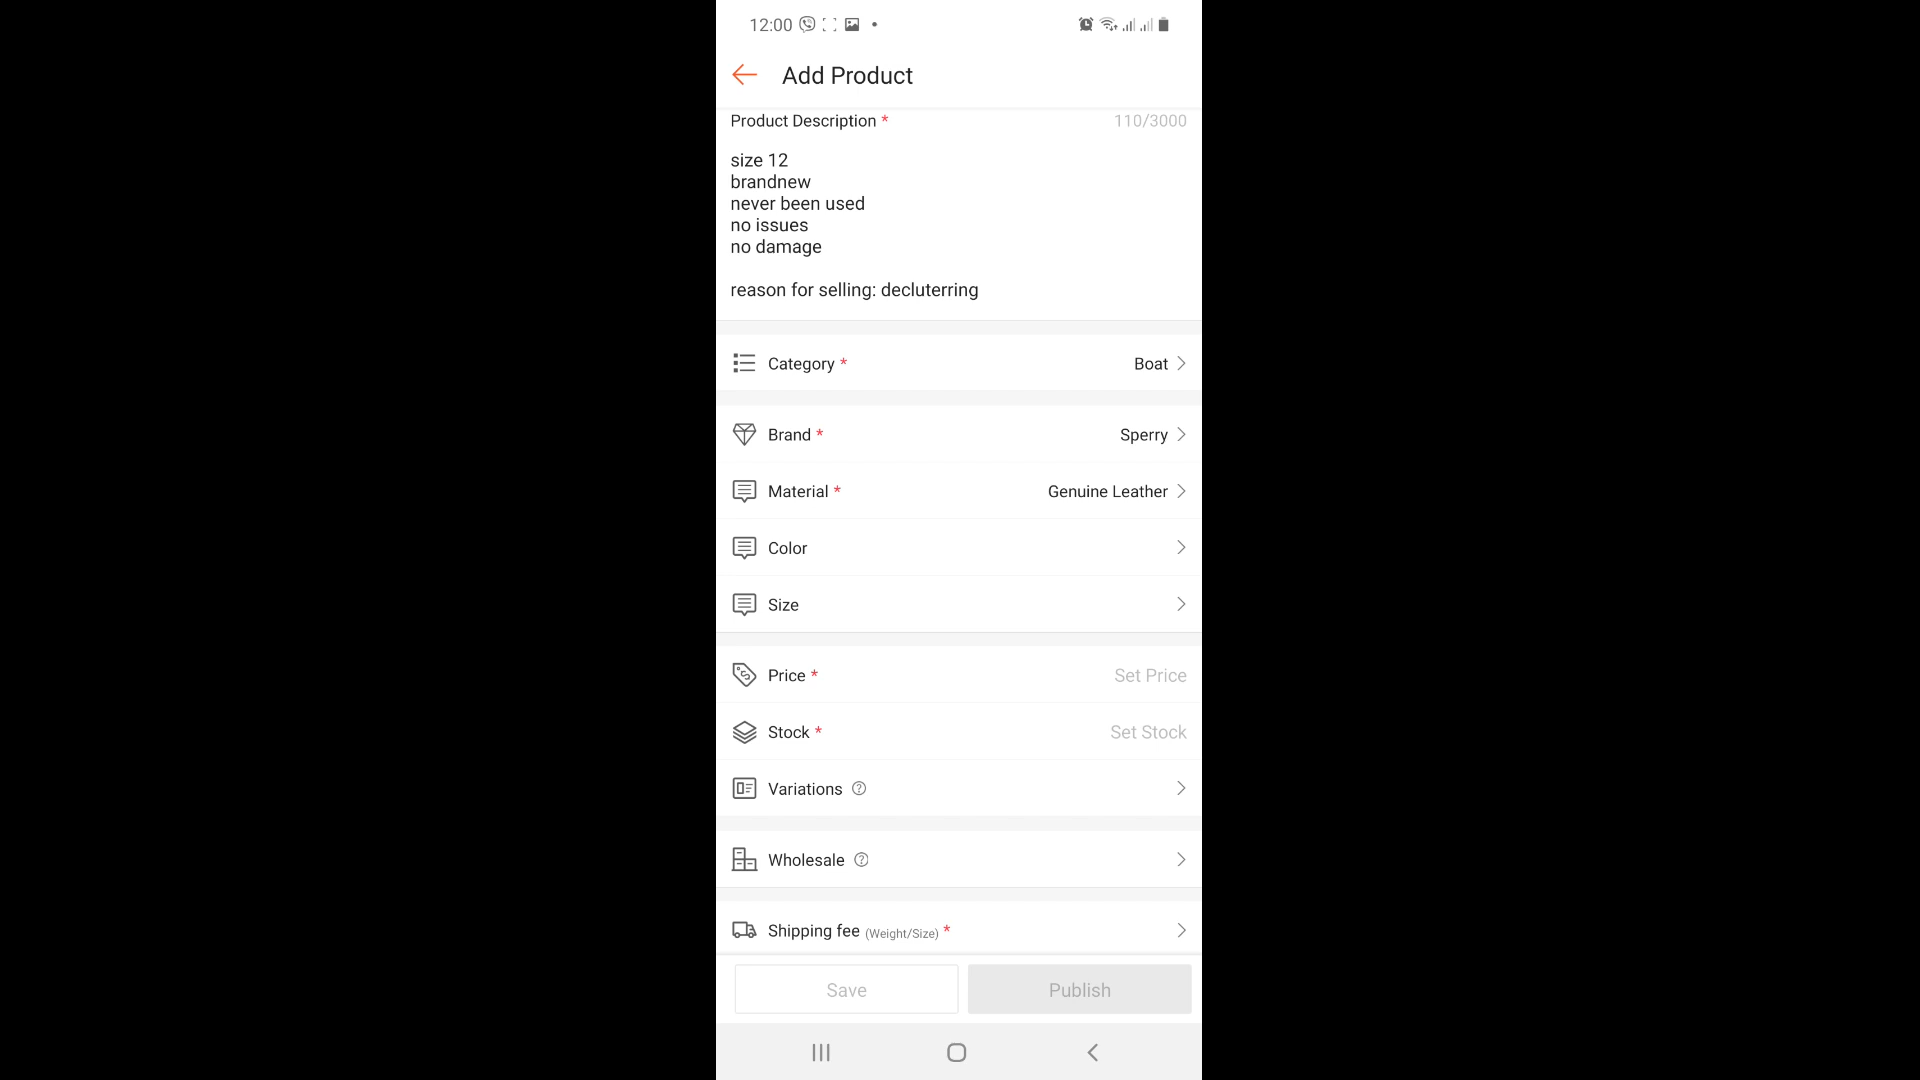 12:00
Add Product
Product Description * 110/3000
size 12
brandnew
never been used
no issues
no damage
reason for selling: decluterring
Category * Boat
Brand * Sperry
Material * Genuine Leather
Color
Size
Price * Set Price
Stock * Set Stock
Variations ?
Wholesale ?
Shipping fee (Weight/Size) *
Save Publish